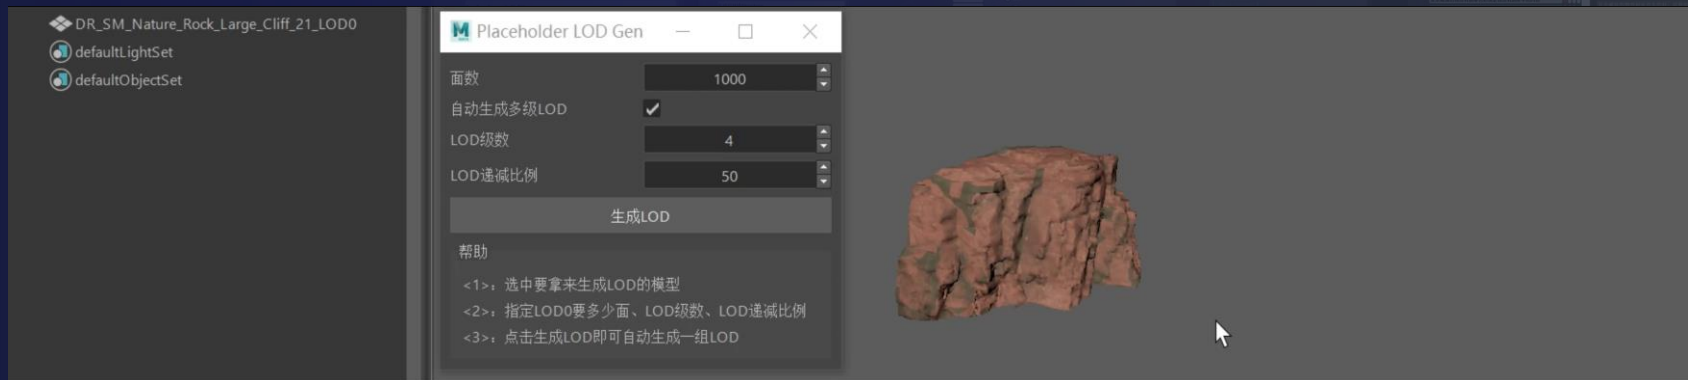 DR_SM_Nature_Rock_Large_Cliff_21_LOD0
defaultLightSet
defaultObjectSet
Placeholder LOD Gen
面数 1000
自动生成多级LOD
LOD级数 4
LOD递减比例 50
生成LOD
帮助
<1>：选中要拿来生成LOD的模型
<2>：指定LOD0要多少面、LOD级数、LOD递减比例
<3>：点击生成LOD即可自动生成一组LOD